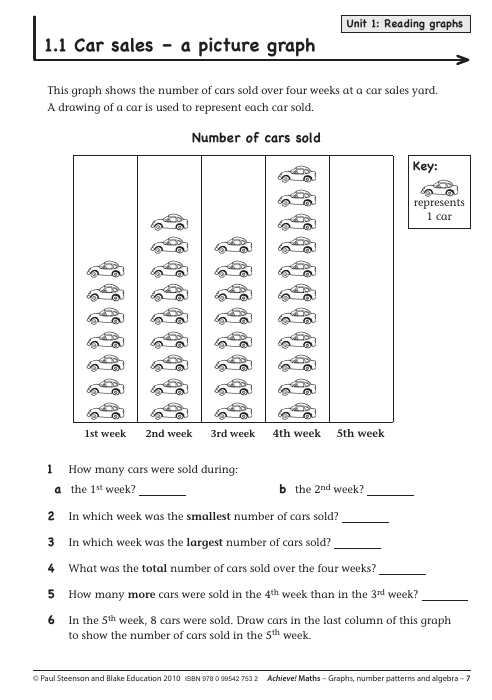 Unit 1: Reading graphs
1.1 Car sales – a picture graph
This graph shows the number of cars sold over four weeks at a car sales yard.
A drawing of a car is used to represent each car sold.
Number of cars sold
Key:
represents
1 car
1st week 2nd week 3rd week 4th week 5th week
1 How many cars were sold during:
a the 1st week? ________ b the 2nd week? ________
2 In which week was the smallest number of cars sold? ________
3 In which week was the largest number of cars sold? ________
4 What was the total number of cars sold over the four weeks? ________
5 How many more cars were sold in the 4th week than in the 3rd week? ________
6 In the 5th week, 8 cars were sold. Draw cars in the last column of this graph
to show the number of cars sold in the 5th week.
© Paul Steenson and Blake Education 2010 ISBN 978 0 99542 753 2 Achieve! Maths – Graphs, number patterns and algebra – 7